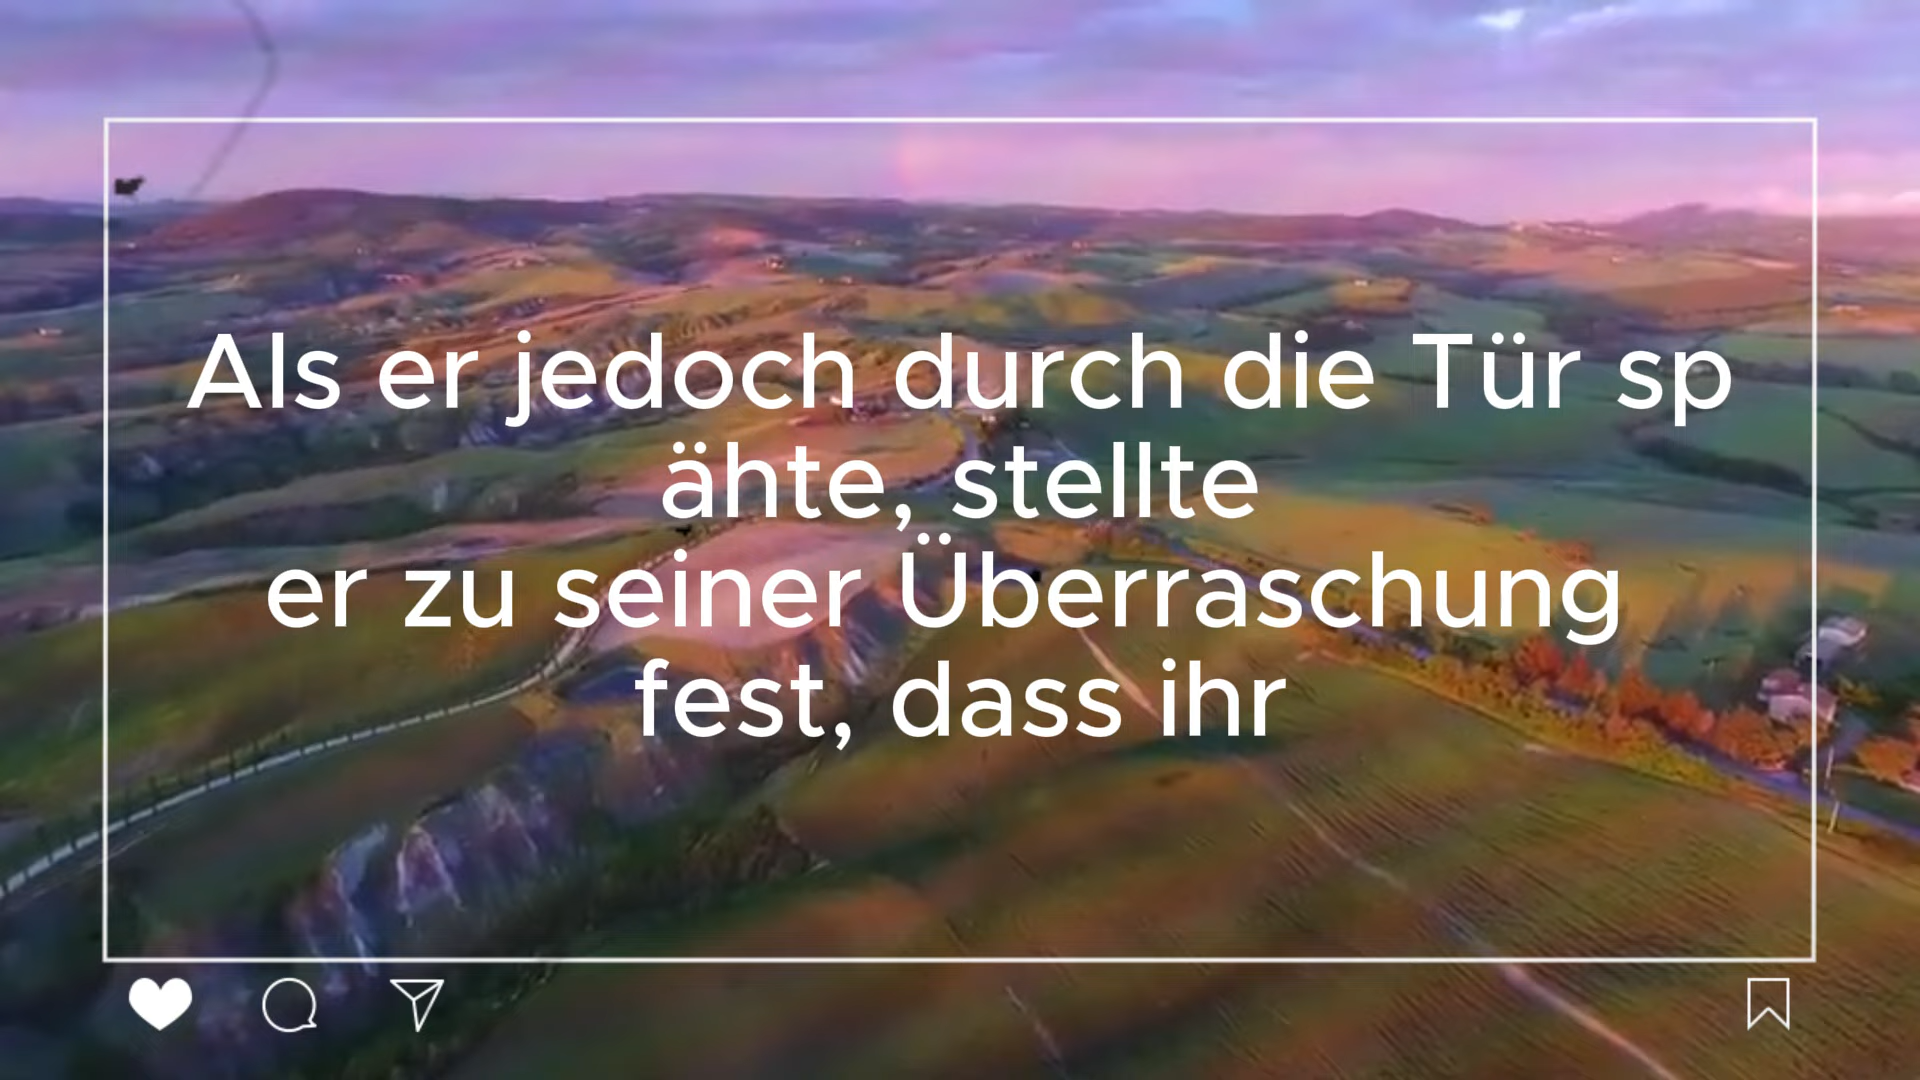 Als er jedoch durch die Tür sp
ähte, stellte
er zu seiner Überraschung
fest, dass ihr